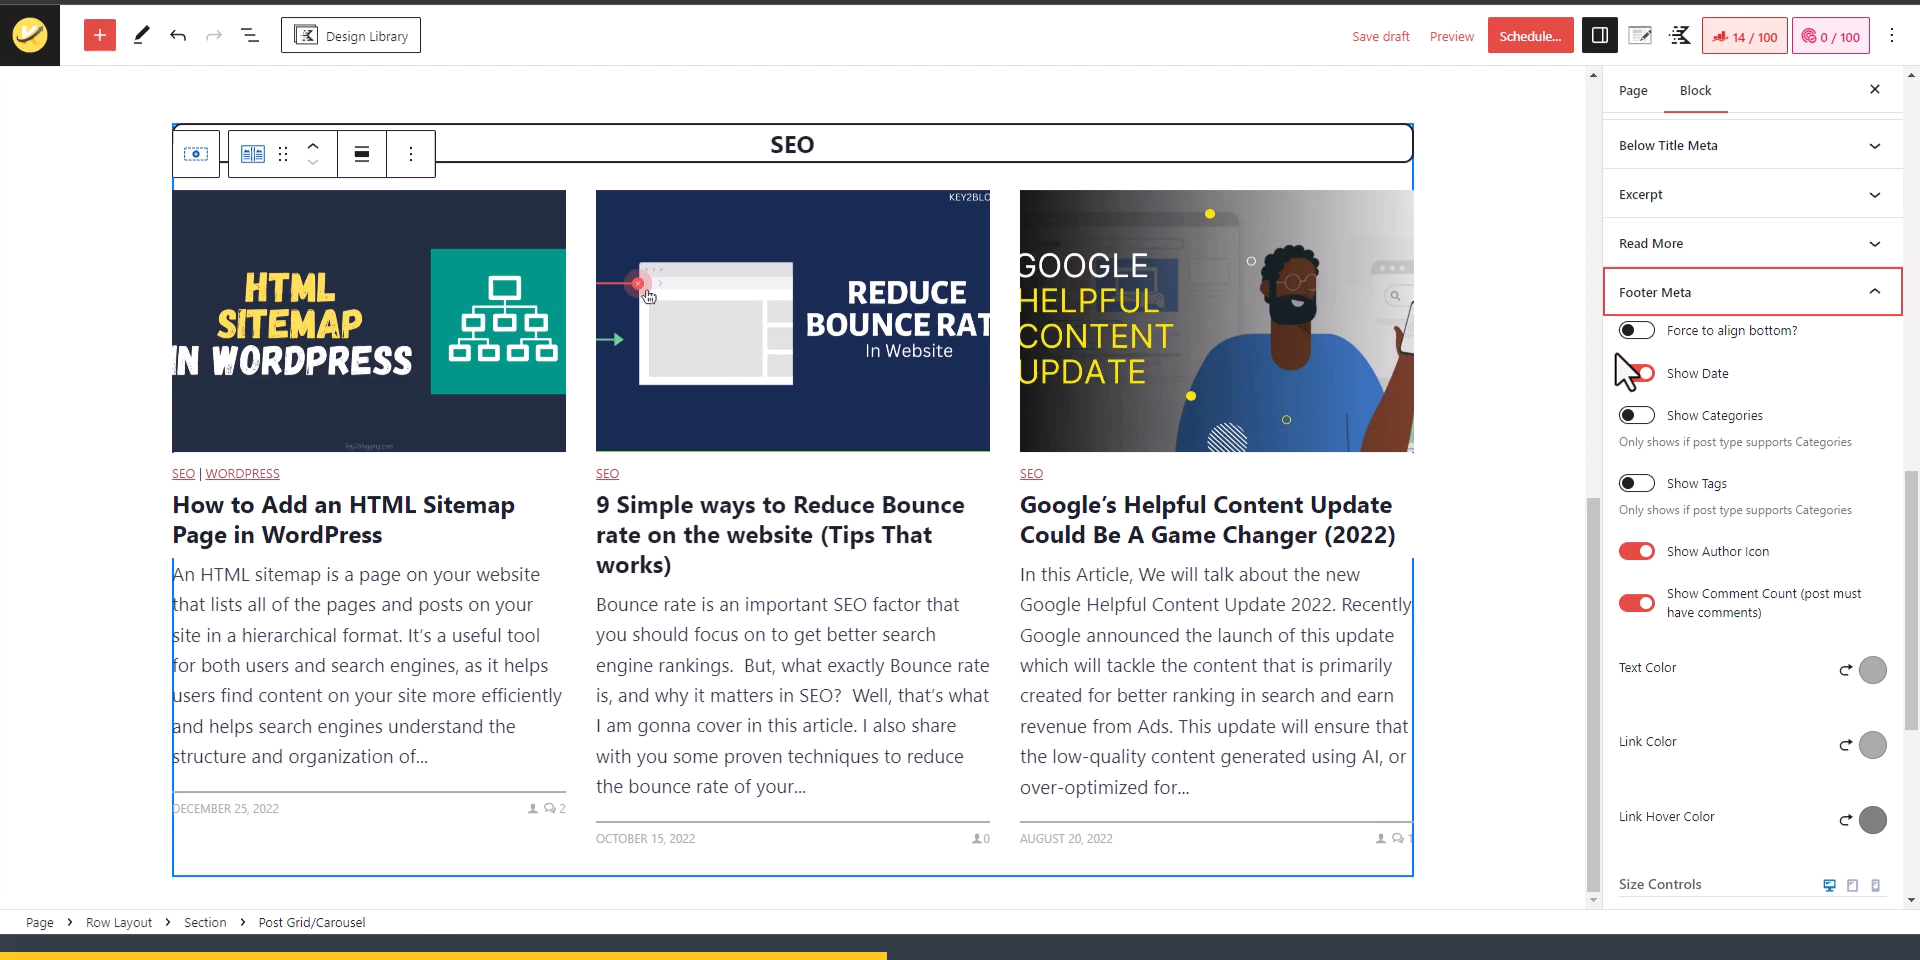 Design Library
Save draft
Preview
Schedule...
14 / 100
0 / 100
Page
Block
SEO
Below Title Meta
Excerpt
Read More
Footer Meta
Force to align bottom?
Show Date
Show Categories
Only shows if post type supports Categories
Show Tags
Only shows if post type supports Categories
Show Author Icon
Show Comment Count (post must
have comments)
Text Color
Link Color
Link Hover Color
Size Controls
HTML
SITEMAP
IN WORDPRESS
key2blogging.com
SEO | WORDPRESS
How to Add an HTML Sitemap
Page in WordPress
An HTML sitemap is a page on your website
that lists all of the pages and posts on your
site in a hierarchical format. It's a useful tool
for both users and search engines, as it helps
users find content on your site more efficiently
and helps search engines understand the
structure and organization of...
DECEMBER 25, 2022
2
KEY2BLO
REDUCE
BOUNCE RAT
In Website
SEO
9 Simple ways to Reduce Bounce
rate on the website (Tips That
works)
Bounce rate is an important SEO factor that
you should focus on to get better search
engine rankings.  But, what exactly Bounce rate
is, and why it matters in SEO?  Well, that's what
I am gonna cover in this article. I also share
with you some proven techniques to reduce
the bounce rate of your...
OCTOBER 15, 2022
0
GOOGLE
HELPFUL
CONTENT
UPDATE
SEO
Google's Helpful Content Update
Could Be A Game Changer (2022)
In this Article, We will talk about the new
Google Helpful Content Update 2022. Recently
Google announced the launch of this update
which will tackle the content that is primarily
created for better ranking in search and earn
revenue from Ads. This update will ensure that
the low-quality content generated using AI, or
over-optimized for...
AUGUST 20, 2022
1
Page
Row Layout
Section
Post Grid/Carousel